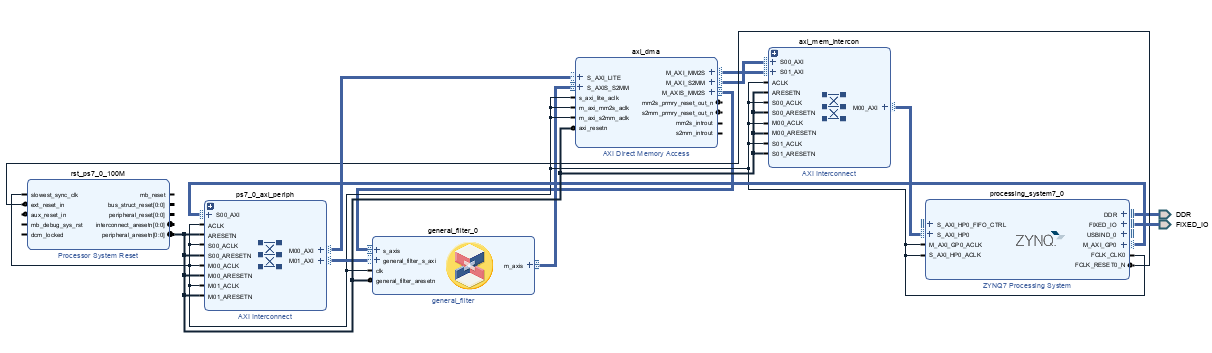 rst_ps7_0_100M
slowest_sync_clk
ext_reset_in
aux_reset_in
mb_debug_sys_rst
dcm_locked
mb_reset
bus_struct_reset[0:0]
peripheral_reset[0:0]
interconnect_aresetn[0:0]
peripheral_aresetn[0:0]
Processor System Reset
ps7_0_axi_periph
S00_AXI
ACLK
ARESETN
S00_ACLK
S00_ARESETN
M00_ACLK
M00_ARESETN
M01_ACLK
M01_ARESETN
M00_AXI
M01_AXI
AXI Interconnect
general_filter_0
s_axis
general_filter_s_axi
clk
general_filter_aresetn
m_axis
general_filter
axi_dma
S_AXI_LITE
S_AXIS_S2MM
s_axi_lite_aclk
m_axi_mm2s_aclk
m_axi_s2mm_aclk
axi_resetn
M_AXI_MM2S
M_AXI_S2MM
M_AXIS_MM2S
mm2s_prmry_reset_out_n
s2mm_prmry_reset_out_n
mm2s_introut
s2mm_introut
AXI Direct Memory Access
axi_mem_intercon
S00_AXI
S01_AXI
ACLK
ARESETN
S00_ACLK
S00_ARESETN
M00_ACLK
M00_ARESETN
S01_ACLK
S01_ARESETN
M00_AXI
AXI Interconnect
processing_system7_0
S_AXI_HP0_FIFO_CTRL
S_AXI_HP0
M_AXI_GP0_ACLK
S_AXI_HP0_ACLK
ZYNQ
DDR
FIXED_IO
USBIND_0
M_AXI_GP0
FCLK_CLK0
FCLK_RESET0_N
ZYNQ7 Processing System
DDR
FIXED_IO